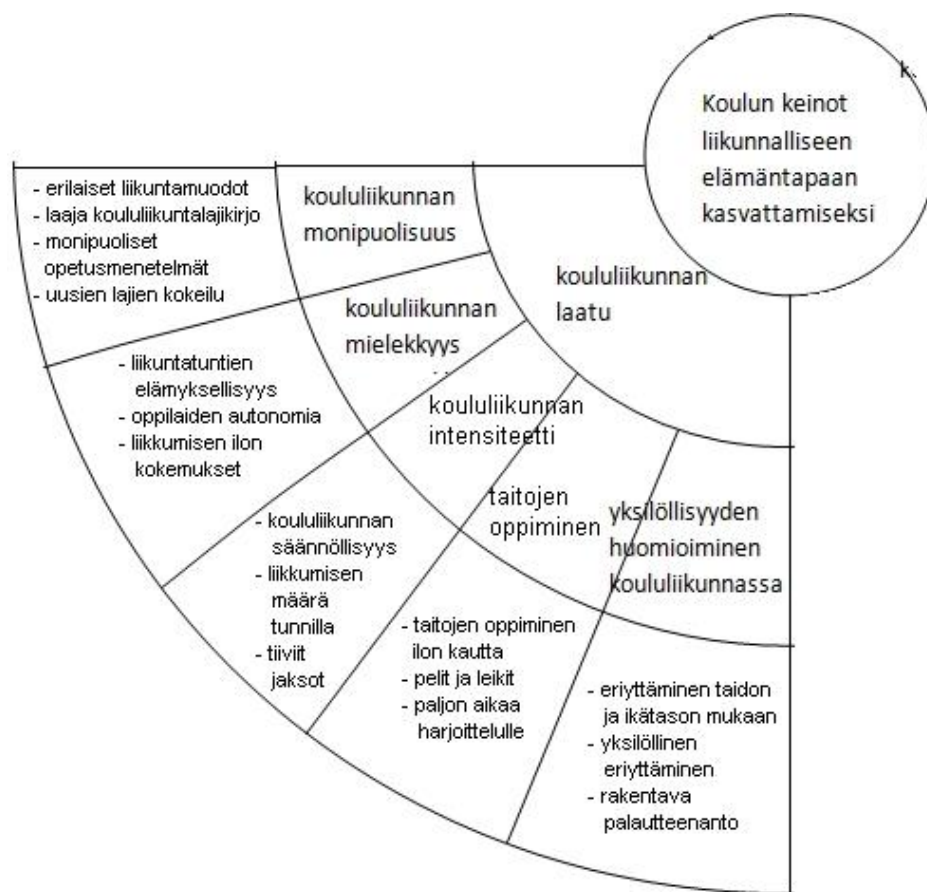 k.
Koulun keinot
liikunnalliseen
elämäntapaan
kasvattamiseksi
koululiikunnan
laatu
koululiikunnan
monipuolisuus
- erilaiset liikuntamuodot
- laaja koululiikuntalajikirjo
- monipuoliset
opetusmenetelmät
- uusien lajien kokeilu
koululiikunnan
mielekkyys
- liikuntatuntien
elämyksellisyys
- oppilaiden autonomia
- liikkumisen ilon
kokemukset
koululiikunnan
intensiteetti
- koululiikunnan
säännöllisyys
- liikkumisen
määrä
tunnilla
- tiiviit
jaksot
taitojen
oppiminen
- taitojen oppiminen
ilon kautta
- pelit ja leikit
- paljon aikaa
harjoittelulle
yksilöllisyyden
huomioiminen
koululiikunnassa
- eriyttäminen taidon
ja ikätason mukaan
- yksilöllinen
eriyttäminen
- rakentava
palautteenanto